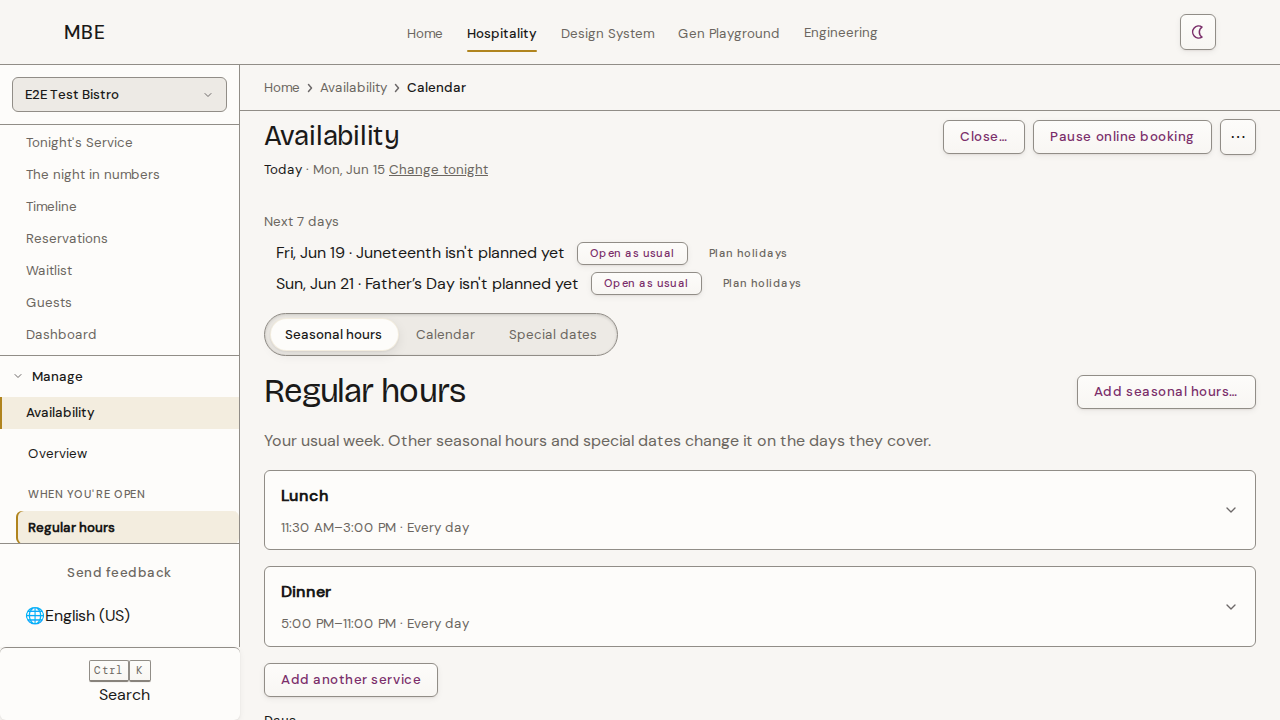 MBE
Home
Hospitality
Design System
Gen Playground
Engineering
E2E Test Bistro
Tonight's Service
The night in numbers
Timeline
Reservations
Waitlist
Guests
Dashboard
Manage
Availability
Overview
WHEN YOU'RE OPEN
Regular hours
Send feedback
English (US)
Ctrl K
Search
Home > Availability > Calendar
Availability
Close…
Pause online booking
Today · Mon, Jun 15 Change tonight
Next 7 days
Fri, Jun 19 · Juneteenth isn't planned yet
Open as usual
Plan holidays
Sun, Jun 21 · Father’s Day isn't planned yet
Open as usual
Plan holidays
Seasonal hours
Calendar
Special dates
Regular hours
Add seasonal hours…
Your usual week. Other seasonal hours and special dates change it on the days they cover.
Lunch
11:30 AM–3:00 PM · Every day
Dinner
5:00 PM–11:00 PM · Every day
Add another service